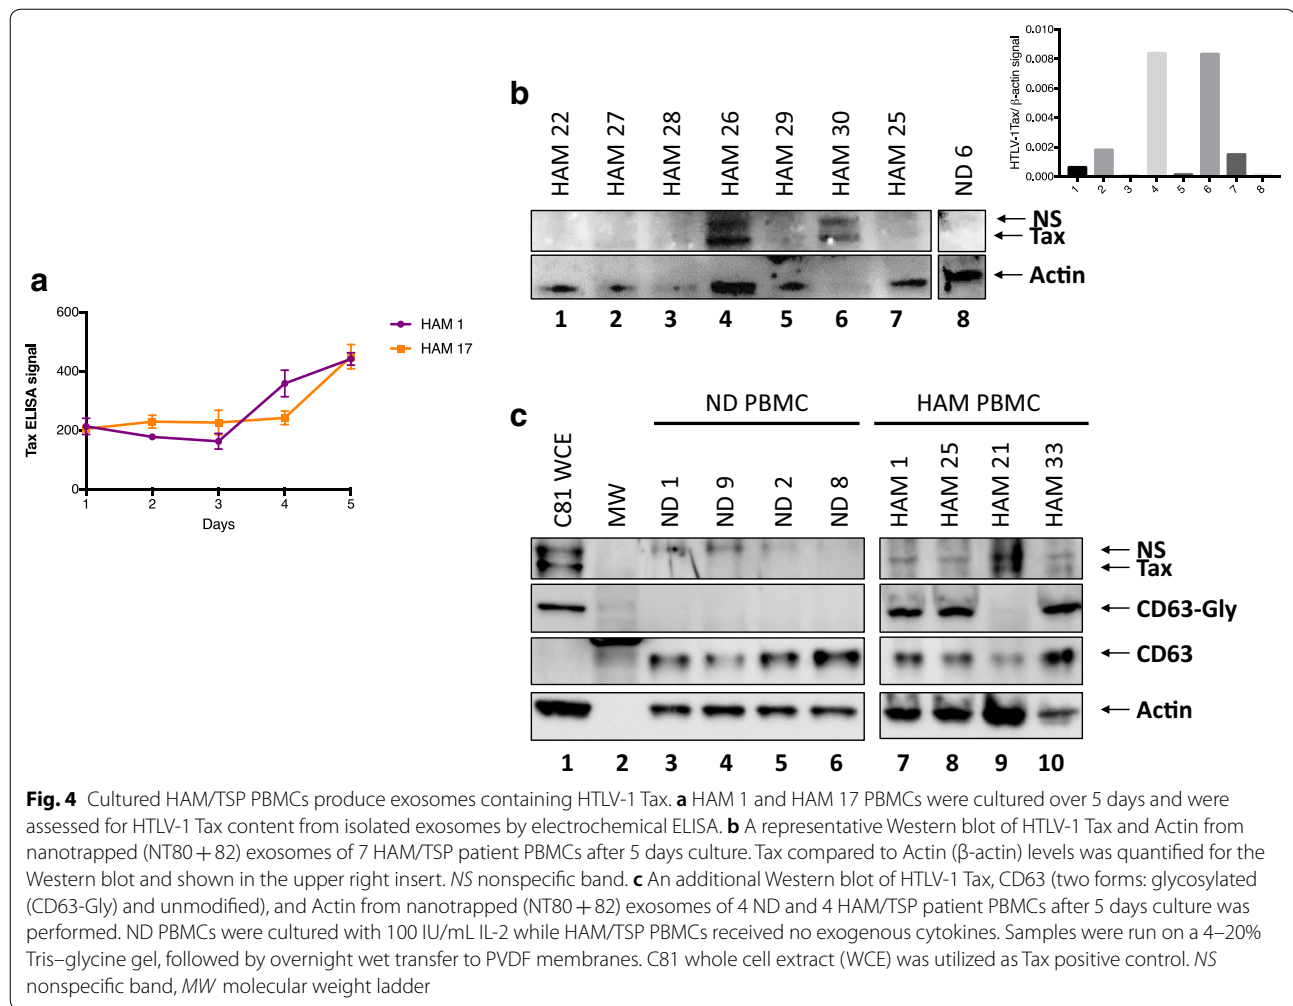 b
HAM 22
HAM 27
HAM 28
HAM 26
HAM 29
HAM 30
HAM 25
ND 6
NS
Tax
Actin
1 2 3 4 5 6 7 8
HTLV-1Tax/ β-actin signal
0.010
0.008
0.006
0.004
0.002
0.000
1 2 3 4 5 6 7 8
a
Tax ELISA signal
600
400
200
0
1 2 3 4 5
Days
HAM 1
HAM 17
c
ND PBMC
HAM PBMC
C81 WCE
MW
ND 1
ND 9
ND 2
ND 8
HAM 1
HAM 25
HAM 21
HAM 33
NS
Tax
CD63-Gly
CD63
Actin
1 2 3 4 5 6 7 8 9 10
Fig. 4 Cultured HAM/TSP PBMCs produce exosomes containing HTLV-1 Tax. a HAM 1 and HAM 17 PBMCs were cultured over 5 days and were
assessed for HTLV-1 Tax content from isolated exosomes by electrochemical ELISA. b A representative Western blot of HTLV-1 Tax and Actin from
nanotrapped (NT80 + 82) exosomes of 7 HAM/TSP patient PBMCs after 5 days culture. Tax compared to Actin (β-actin) levels was quantified for the
Western blot and shown in the upper right insert. NS nonspecific band. c An additional Western blot of HTLV-1 Tax, CD63 (two forms: glycosylated
(CD63-Gly) and unmodified), and Actin from nanotrapped (NT80 + 82) exosomes of 4 ND and 4 HAM/TSP patient PBMCs after 5 days culture was
performed. ND PBMCs were cultured with 100 IU/mL IL-2 while HAM/TSP PBMCs received no exogenous cytokines. Samples were run on a 4–20%
Tris–glycine gel, followed by overnight wet transfer to PVDF membranes. C81 whole cell extract (WCE) was utilized as Tax positive control. NS
nonspecific band, MW molecular weight ladder